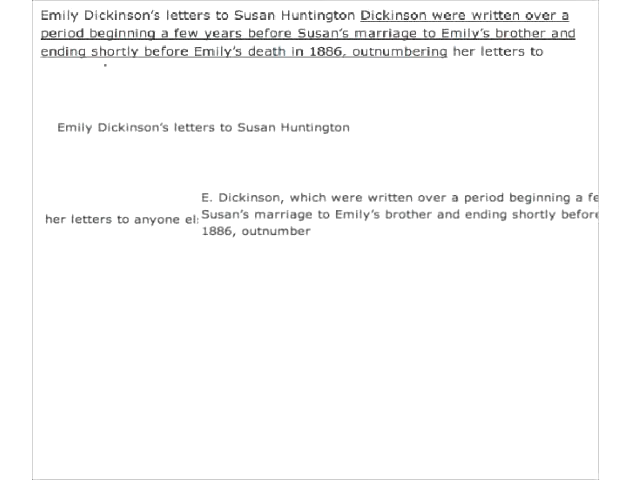 Emily Dickinson’s letters to Susan Huntington Dickinson were written over a
period beginning a few years before Susan’s marriage to Emily’s brother and
ending shortly before Emily’s death in 1886, outnumbering her letters to
Emily Dickinson’s letters to Susan Huntington
E. Dickinson, which were written over a period beginning a fe
her letters to anyone el
Susan’s marriage to Emily’s brother and ending shortly before
1886, outnumber